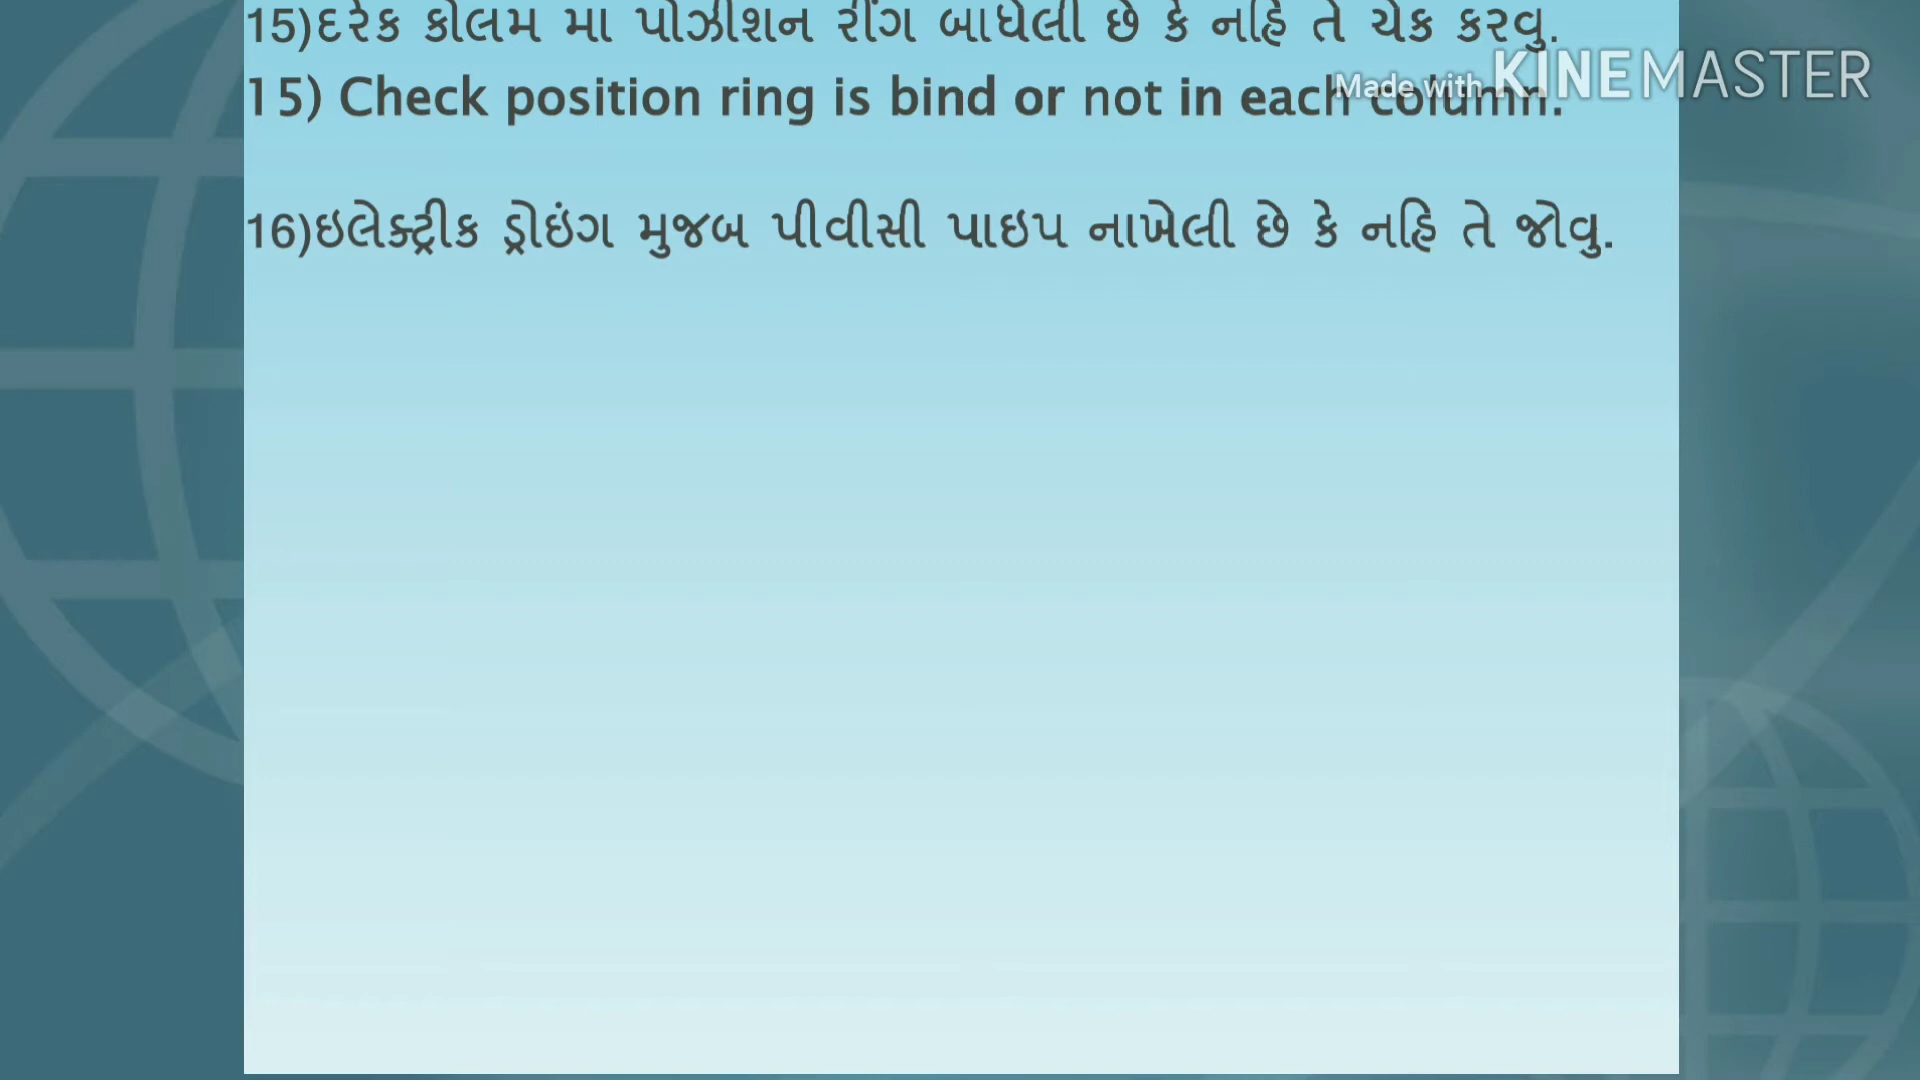 15)દરેક કોલમ મા પોઝીશન રીંગ બાધેલી છે કે નહિ તે ચેક કરવુ.
Made with KINEMASTER
15) Check position ring is bind or not in each column.
16)ઇલેક્ટ્રીક ડ્રોઇંગ મુજબ પીવીસી પાઇપ નાખેલી છે કે નહિ તે જોવુ.